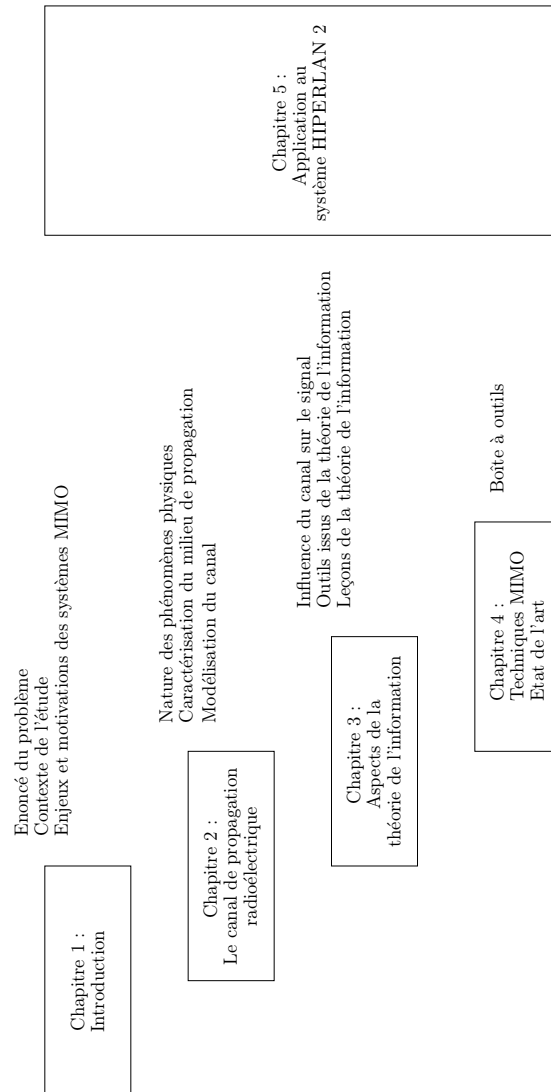 Chapitre 1 :
Introduction
Enoncé du problème
Contexte de l'étude
Enjeux et motivations des systèmes MIMO
Chapitre 2 :
Le canal de propagation
radioélectrique
Nature des phénomènes physiques
Caractérisation du milieu de propagation
Modélisation du canal
Chapitre 3 :
Aspects de la
théorie de l'information
Influence du canal sur le signal
Outils issus de la théorie de l'information
Leçons de la théorie de l'information
Chapitre 4 :
Techniques MIMO
Etat de l'art
Boîte à outils
Chapitre 5 :
Application au
système HIPERLAN 2